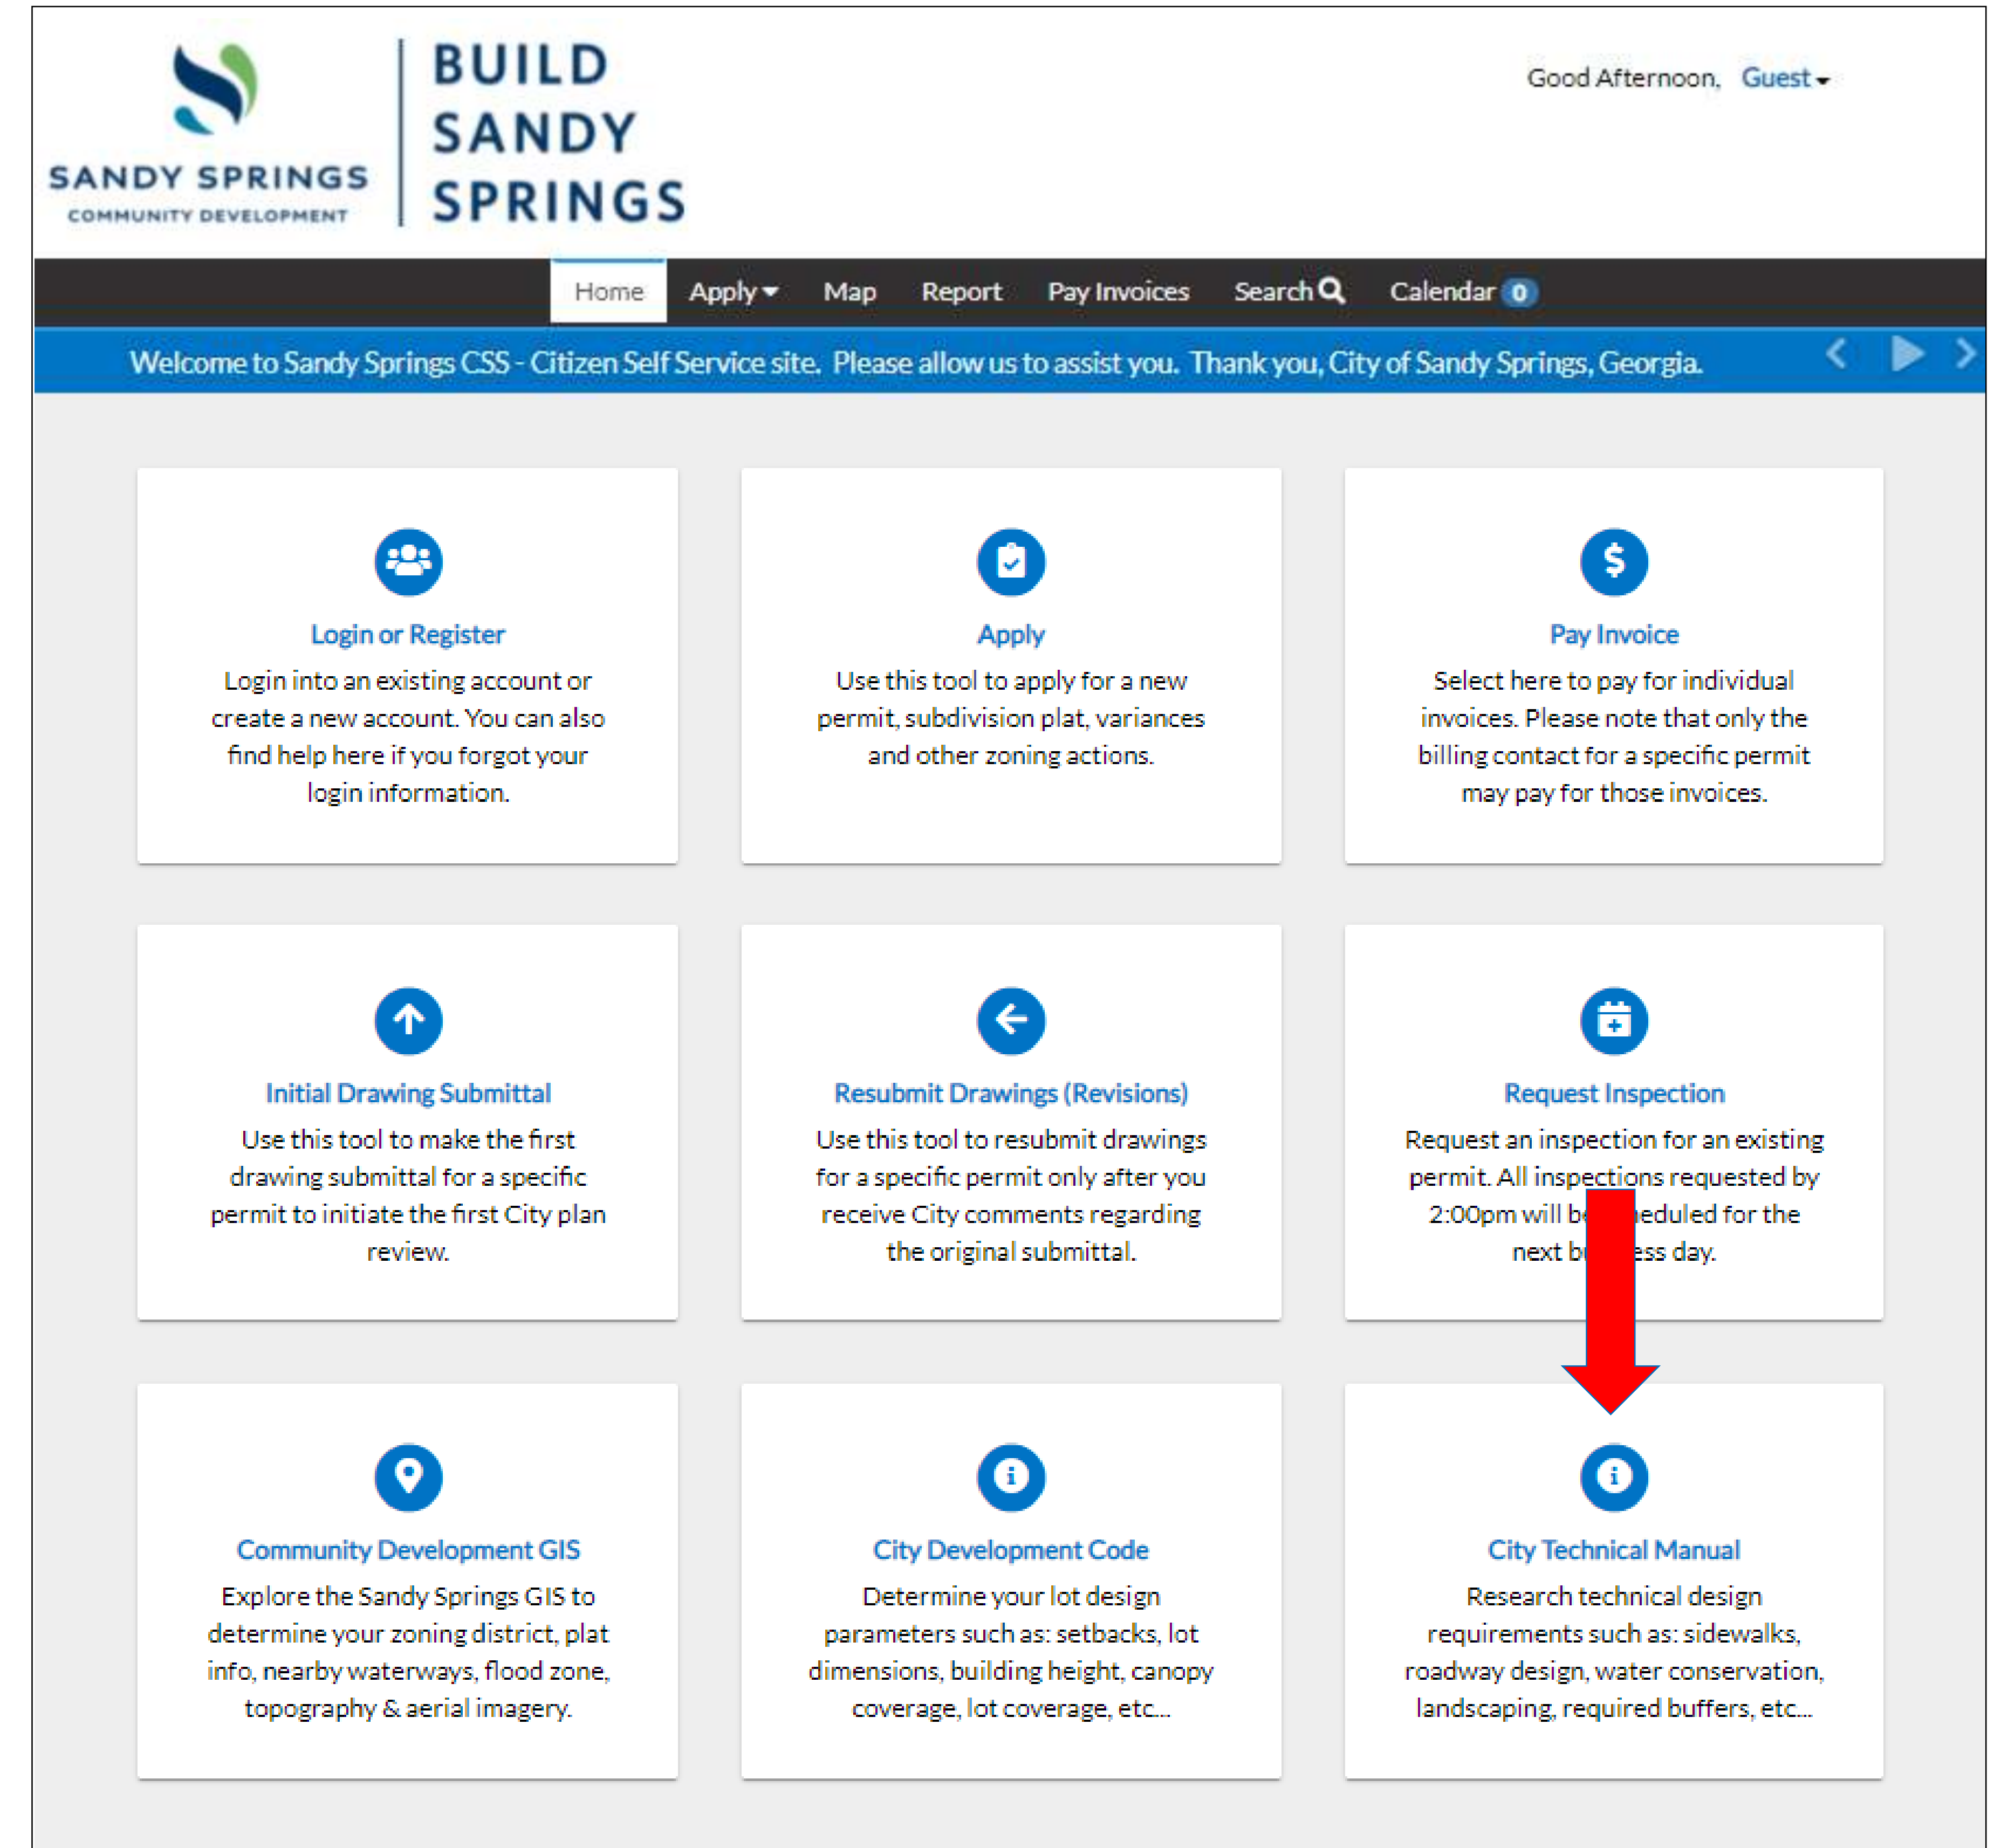 SANDY SPRINGS
COMMUNITY DEVELOPMENT
BUILD
SANDY
SPRINGS
Good Afternoon, Guest
Home Apply Map Report Pay Invoices Search Calendar 0
Welcome to Sandy Springs CSS - Citizen Self Service site. Please allow us to assist you. Thank you, City of Sandy Springs, Georgia.
Login or Register
Login into an existing account or
create a new account. You can also
find help here if you forgot your
login information.
Apply
Use this tool to apply for a new
permit, subdivision plat, variances
and other zoning actions.
Pay Invoice
Select here to pay for individual
invoices. Please note that only the
billing contact for a specific permit
may pay for those invoices.
Initial Drawing Submittal
Use this tool to make the first
drawing submittal for a specific
permit to initiate the first City plan
review.
Resubmit Drawings (Revisions)
Use this tool to resubmit drawings
for a specific permit only after you
receive City comments regarding
the original submittal.
Request Inspection
Request an inspection for an existing
permit. All inspections requested by
2:00pm will for the
next day.
Community Development GIS
Explore the Sandy Springs GIS to
determine your zoning district, plat
info, nearby waterways, flood zone,
topography & aerial imagery.
City Development Code
Determine your lot design
parameters such as: setbacks, lot
dimensions, building height, canopy
coverage, lot coverage, etc...
City Technical Manual
Research technical design
requirements such as: sidewalks,
roadway design, water conservation,
landscaping, required buffers, etc...